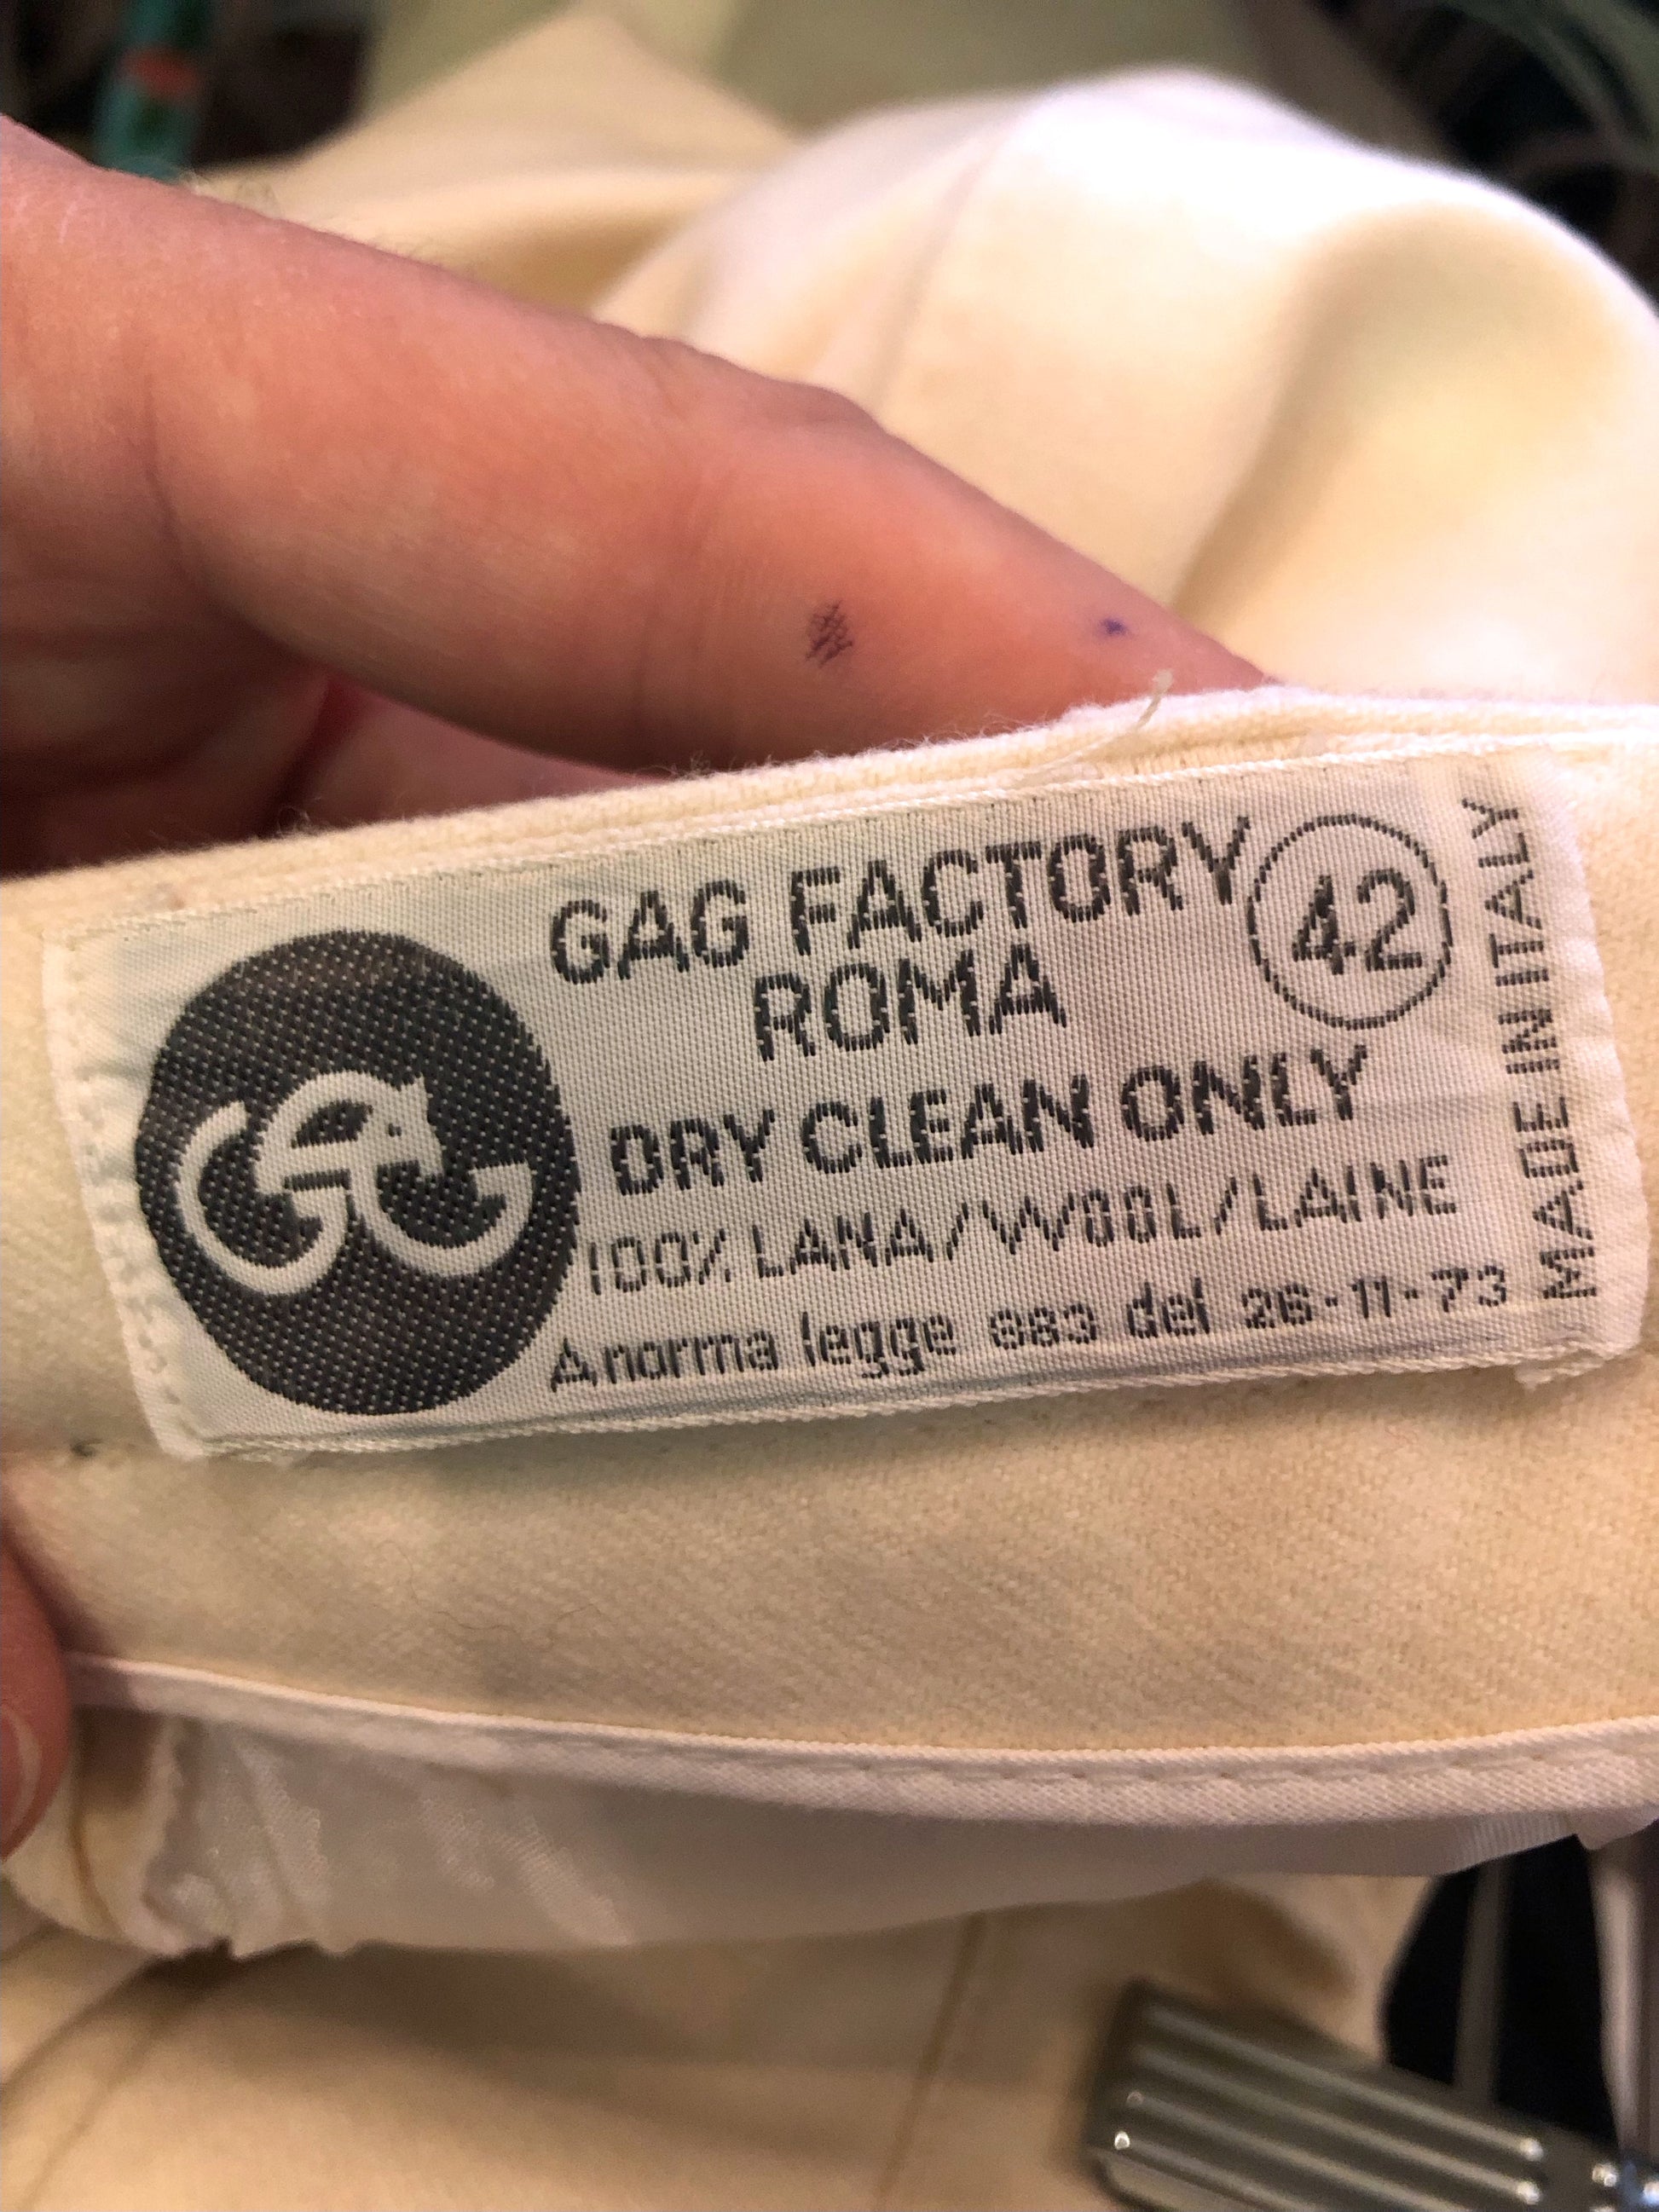 GAG
GAG FACTORY
ROMA
42
DRY CLEAN ONLY
100% LANA/WOOL/LAINE
A norma legge 883 del 26-11-73
MADE IN ITALY